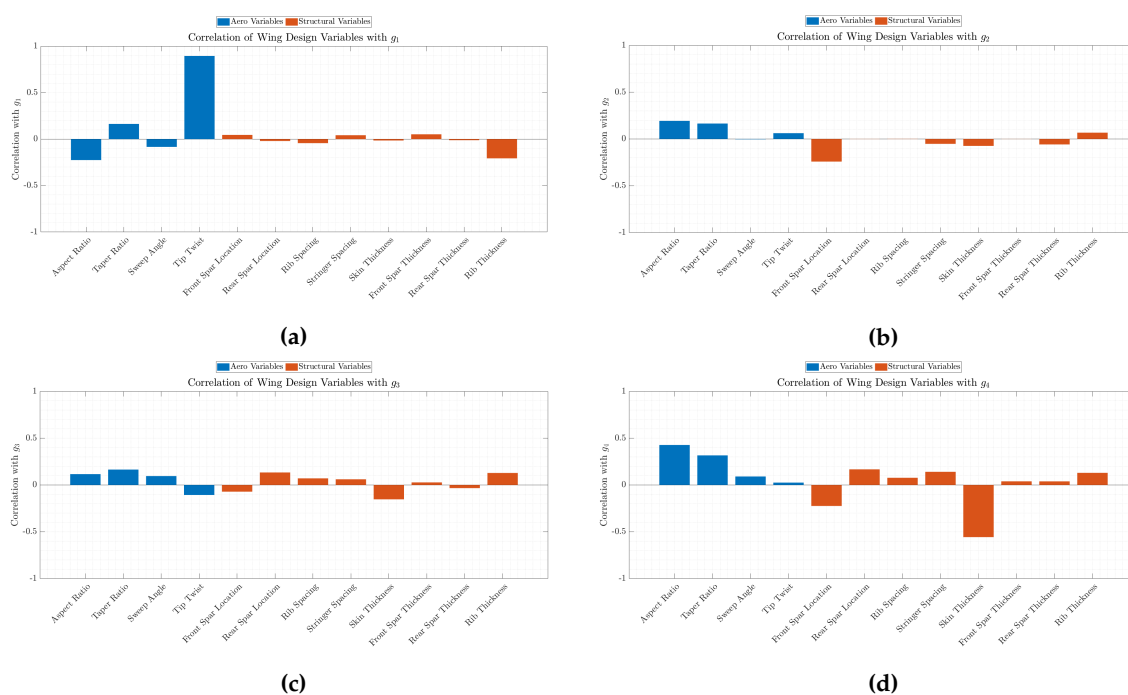 Aero Variables Structural Variables
Correlation of Wing Design Variables with g1
Correlation with g1
1
0.5
0
-0.5
-1
Aspect Ratio
Taper Ratio
Sweep Angle
Tip Twist
Front Spar Location
Rear Spar Location
Rib Spacing
Stringer Spacing
Skin Thickness
Front Spar Thickness
Rear Spar Thickness
Rib Thickness
(a)
Aero Variables Structural Variables
Correlation of Wing Design Variables with g2
Correlation with g2
1
0.5
0
-0.5
-1
Aspect Ratio
Taper Ratio
Sweep Angle
Tip Twist
Front Spar Location
Rear Spar Location
Rib Spacing
Stringer Spacing
Skin Thickness
Front Spar Thickness
Rear Spar Thickness
Rib Thickness
(b)
Aero Variables Structural Variables
Correlation of Wing Design Variables with g3
Correlation with g3
1
0.5
0
-0.5
-1
Aspect Ratio
Taper Ratio
Sweep Angle
Tip Twist
Front Spar Location
Rear Spar Location
Rib Spacing
Stringer Spacing
Skin Thickness
Front Spar Thickness
Rear Spar Thickness
Rib Thickness
(c)
Aero Variables Structural Variables
Correlation of Wing Design Variables with g4
Correlation with g4
1
0.5
0
-0.5
-1
Aspect Ratio
Taper Ratio
Sweep Angle
Tip Twist
Front Spar Location
Rear Spar Location
Rib Spacing
Stringer Spacing
Skin Thickness
Front Spar Thickness
Rear Spar Thickness
Rib Thickness
(d)